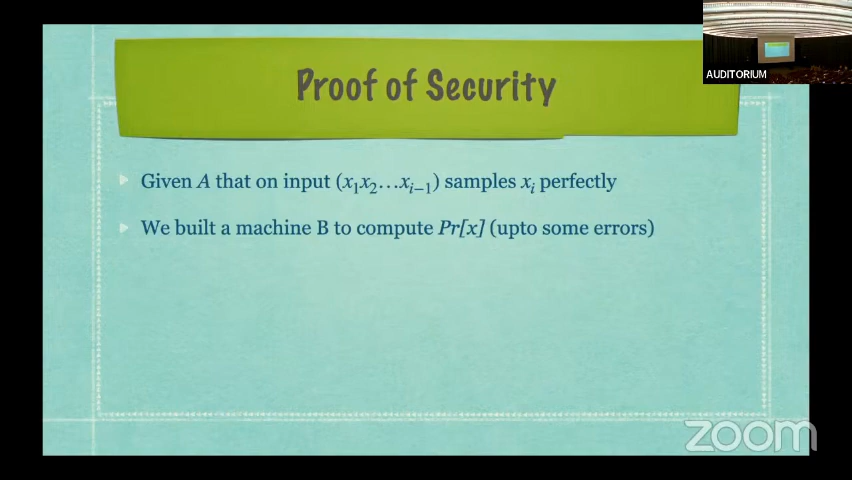 AUDITORIUM
Proof of Security
Given A that on input (x₁x₂…xᵢ₋₁) samples xᵢ perfectly
We built a machine B to compute Pr[x] (upto some errors)
zoom